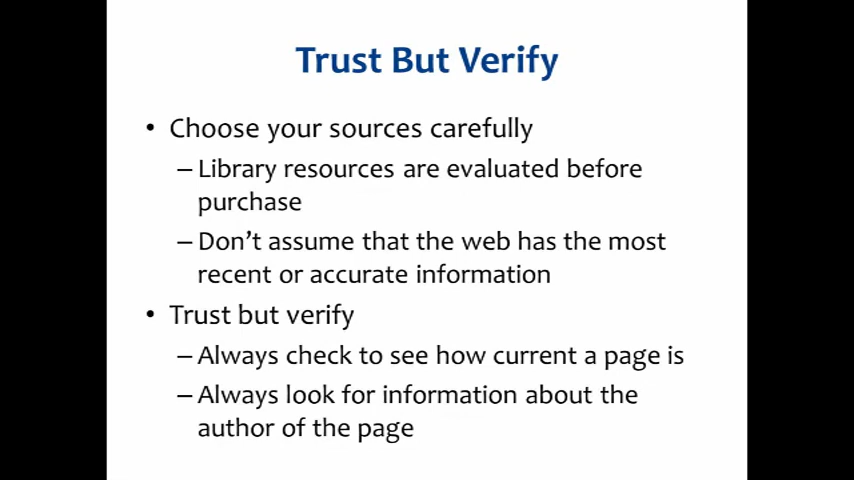 Trust But Verify
• Choose your sources carefully
– Library resources are evaluated before
purchase
– Don’t assume that the web has the most
recent or accurate information
• Trust but verify
– Always check to see how current a page is
– Always look for information about the
author of the page